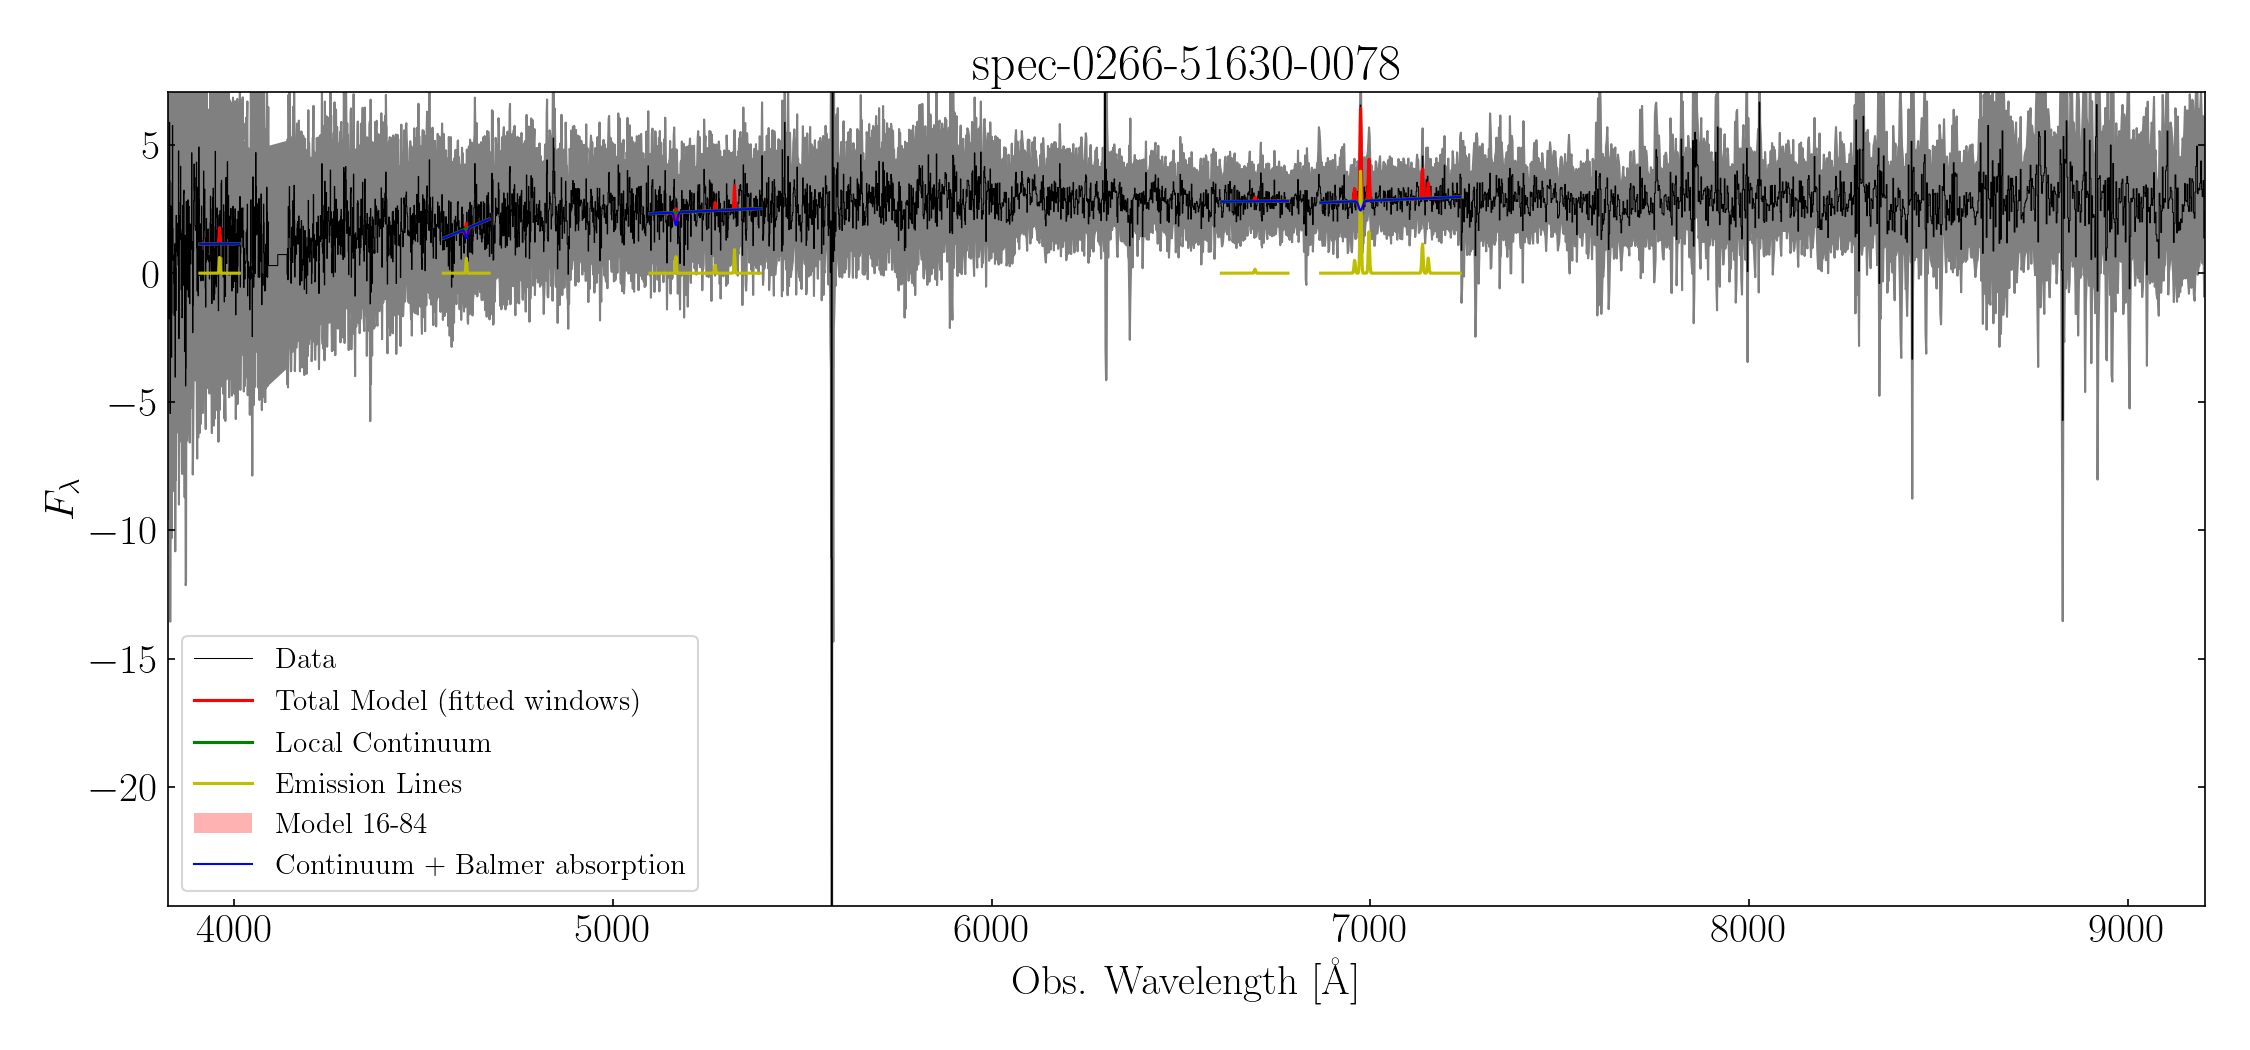 spec-0266-51630-0078
5
0
−5
−10
−15
−20
Fλ
Data
Total Model (fitted windows)
Local Continuum
Emission Lines
Model 16-84
Continuum + Balmer absorption
4000 5000 6000 7000 8000 9000
Obs. Wavelength [Å]